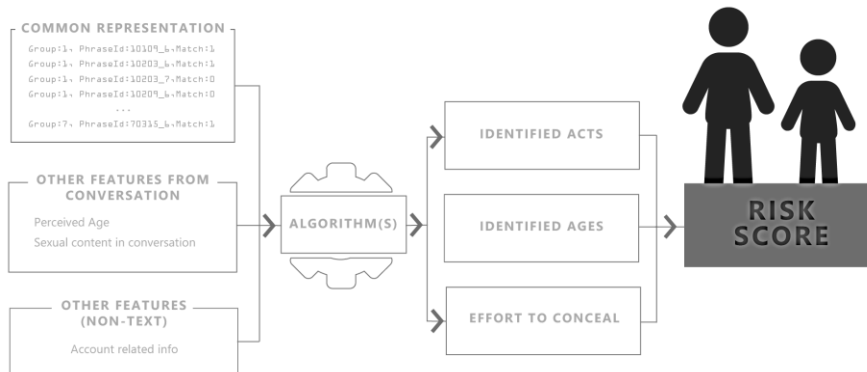 COMMON REPRESENTATION
Group:1, PhraseId:10109_6,Match:1
Group:1, PhraseId:10203_6,Match:1
Group:1, PhraseId:10203_7,Match:0
Group:1, PhraseId:10209_6,Match:0
...
Group:7, PhraseId:70315_6,Match:1
OTHER FEATURES FROM
CONVERSATION
Perceived Age
Sexual content in conversation
OTHER FEATURES
(NON-TEXT)
Account related info
ALGORITHM(S)
IDENTIFIED ACTS
IDENTIFIED AGES
EFFORT TO CONCEAL
RISK
SCORE